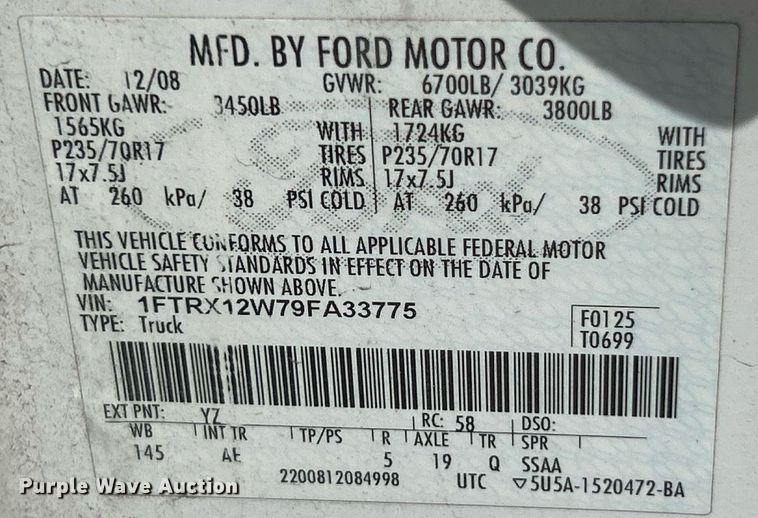 MFD. BY FORD MOTOR CO.
DATE: 12/08 GVWR: 6700LB/ 3039KG
FRONT GAWR: 3450LB REAR GAWR: 3800LB
1565KG WITH 1724KG WITH
P235/70R17 TIRES P235/70R17 TIRES
17x7.5J RIMS 17x7.5J RIMS
AT 260 kPa/ 38 PSI COLD AT 260 kPa/ 38 PSI COLD
THIS VEHICLE CONFORMS TO ALL APPLICABLE FEDERAL MOTOR
VEHICLE SAFETY STANDARDS IN EFFECT ON THE DATE OF
MANUFACTURE SHOWN ABOVE.
VIN: 1FTRX12W79FA33775
TYPE: Truck
F0125
T0699
EXT PNT: YZ RC: 58 DSO:
WB INT TR TP/PS R AXLE TR SPR
145 AE 5 19 Q SSAA
2200812084998 UTC ▽5U5A-1520472-BA
Purple Wave Auction